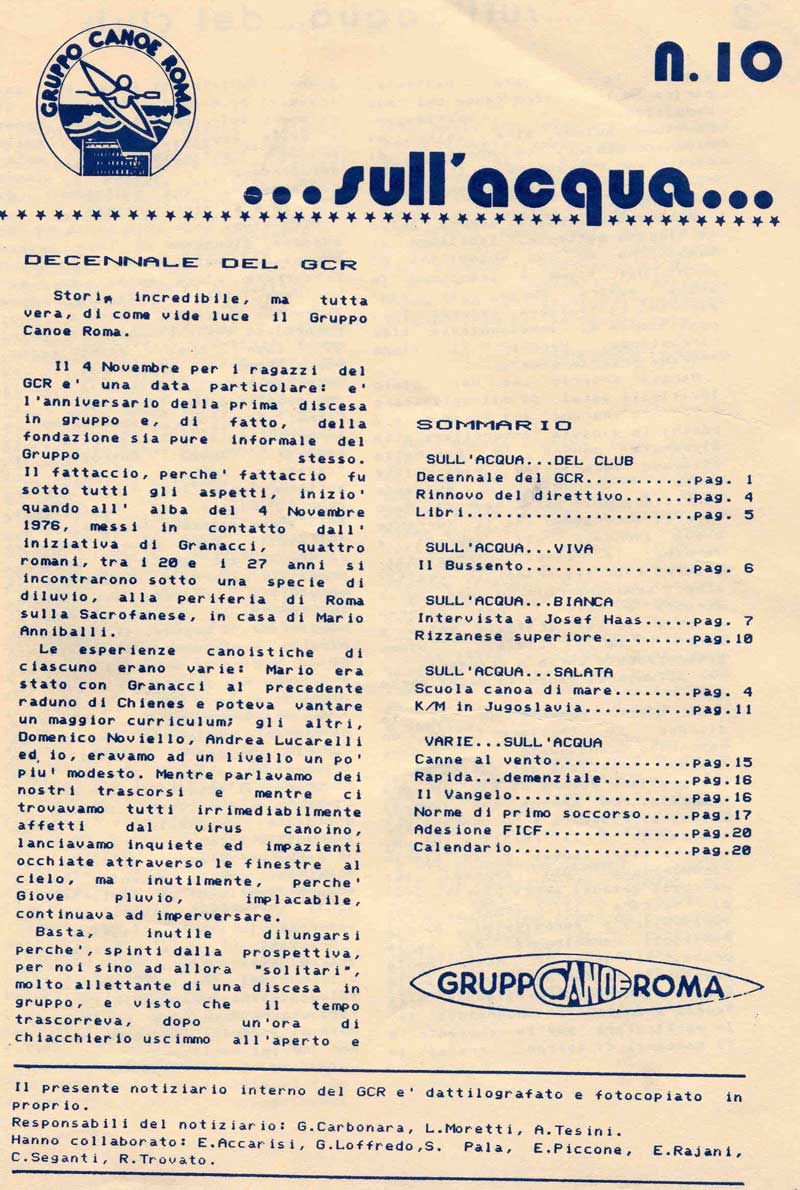 GRUPPO CANOE ROMA
n. 10
...sull'acqua...
DECENNALE DEL GCR
Storia incredibile, ma tutta
vera, di come vide luce il Gruppo
Canoe Roma.
Il 4 Novembre per i ragazzi del
GCR e' una data particolare: e'
l'anniversario della prima discesa
in gruppo e, di fatto, della
fondazione sia pure informale del
Gruppo stesso.
Il fattaccio, perche' fattaccio fu
sotto tutti gli aspetti, inizio'
quando all' alba del 4 Novembre
1976, messi in contatto dall'
iniziativa di Granacci, quattro
romani, tra i 20 e i 27 anni si
incontrarono sotto una specie di
diluvio, alla periferia di Roma
sulla Sacrofanese, in casa di Mario
Anniballi.
Le esperienze canoistiche di
ciascuno erano varie: Mario era
stato con Granacci al precedente
raduno di Chienes e poteva vantare
un maggior curriculum; gli altri,
Domenico Noviello, Andrea Lucarelli
ed, io, eravamo ad un livello un po'
piu' modesto. Mentre parlavamo dei
nostri trascorsi e mentre ci
trovavamo tutti irrimediabilmente
affetti dal virus canoino,
lanciavamo inquiete ed impazienti
occhiate attraverso le finestre al
cielo, ma inutilmente, perche'
Giove pluvio, implacabile,
continuava ad imperversare.
Basta, inutile dilungarsi
perche', spinti dalla prospettiva,
per noi sino ad allora "solitari",
molto allettante di una discesa in
gruppo, e visto che il tempo
trascorreva, dopo un'ora di
chiacchierio uscimmo all'aperto e
SOMMARIO
SULL'ACQUA...DEL CLUB
Decennale del GCR...........pag. 1
Rinnovo del direttivo.......pag. 4
Libri.......................pag. 5
SULL'ACQUA...VIVA
Il Bussento.................pag. 6
SULL'ACQUA...BIANCA
Intervista a Josef Haas.....pag. 7
Rizzanese superiore.........pag.10
SULL'ACQUA...SALATA
Scuola canoa di mare........pag. 4
K/M in Jugoslavia...........pag.11
VARIE...SULL'ACQUA
Canne al vento..............pag.15
Rapida...demenziale.........pag.16
Il Vangelo..................pag.16
Norme di primo soccorso.....pag.17
Adesione FICF...............pag.20
Calendario..................pag.20
GRUPPO CANOE ROMA
Il presente notiziario interno del GCR e' dattilografato e fotocopiato in
proprio.
Responsabili del notiziario: G.Carbonara, L.Moretti, A.Tesini.
Hanno collaborato: E.Accarisi, G.Loffredo,S. Pala, E.Piccone, E.Rajani,
C.Seganti, R.Trovato.